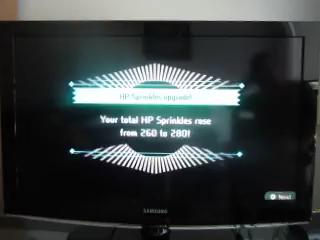 HP Sprinkles upgrade!
Your total HP Sprinkles rose
from 260 to 280!
Next
SAMSUNG